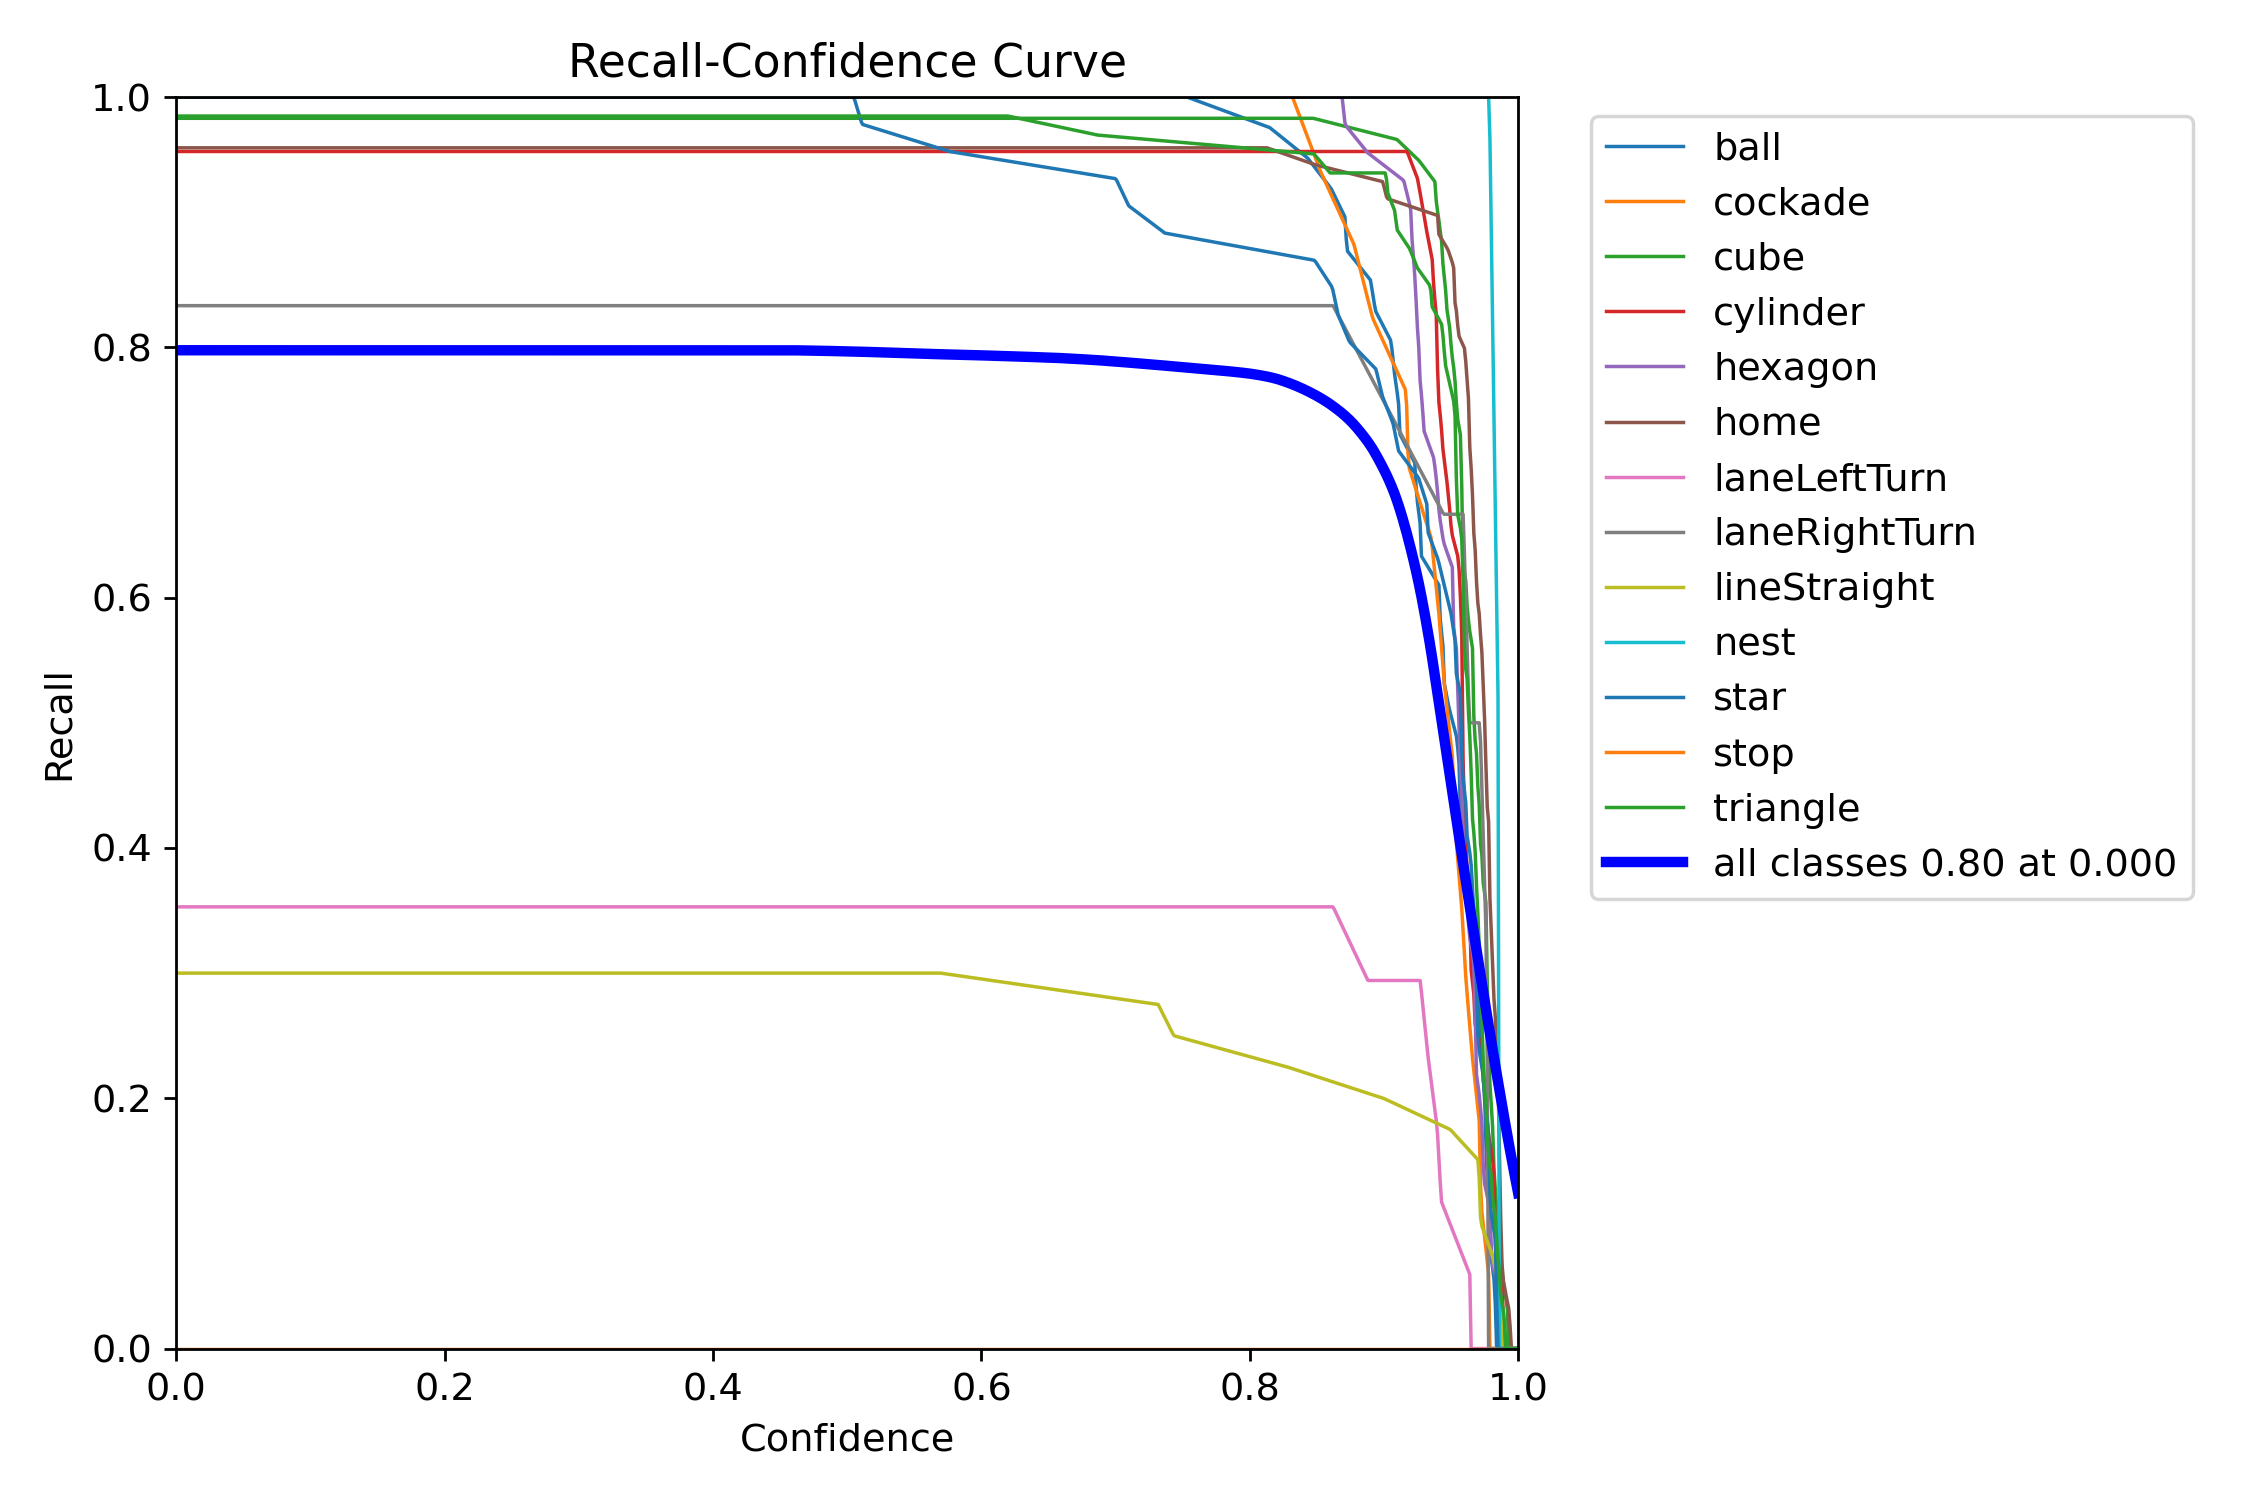 Recall-Confidence Curve
1.0
0.8
0.6
0.4
0.2
0.0
Recall
0.0 0.2 0.4 0.6 0.8 1.0
Confidence
ball
cockade
cube
cylinder
hexagon
home
laneLeftTurn
laneRightTurn
lineStraight
nest
star
stop
triangle
all classes 0.80 at 0.000